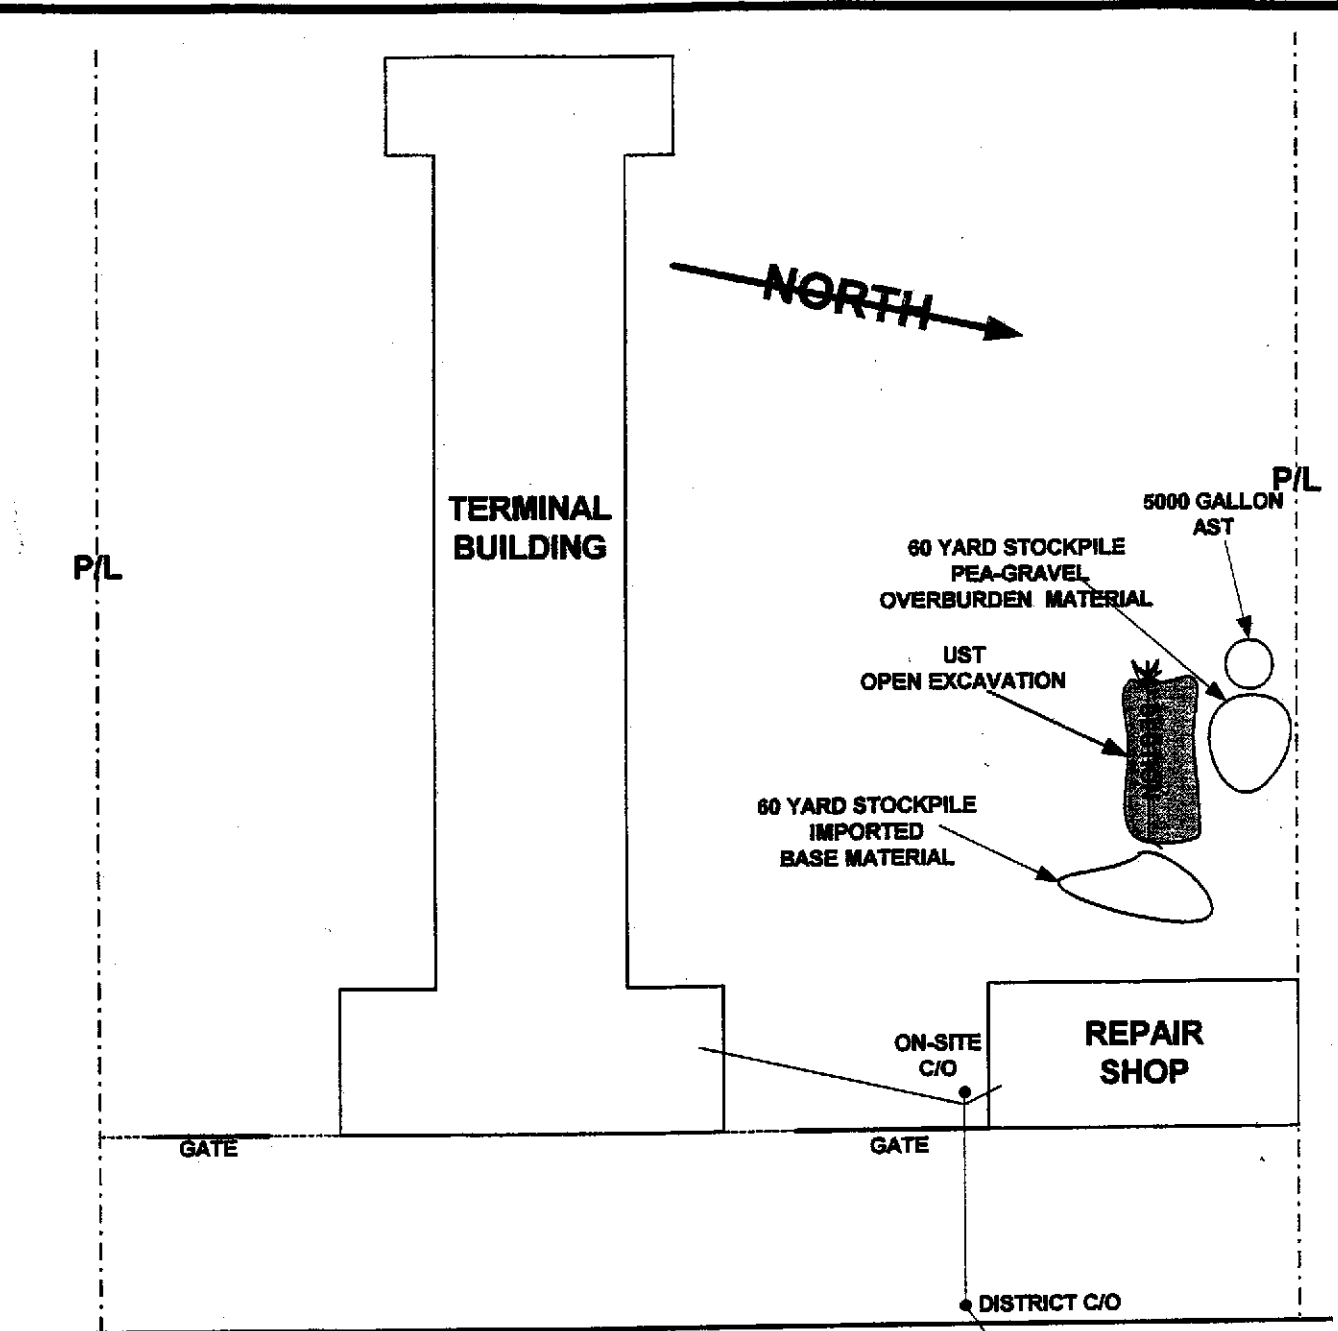 NORTH
P/L
5000 GALLON
AST
TERMINAL
BUILDING
60 YARD STOCKPILE
PEA-GRAVEL
OVERBURDEN MATERIAL
P/L
UST
OPEN EXCAVATION
60 YARD STOCKPILE
IMPORTED
BASE MATERIAL
ON-SITE
C/O
REPAIR
SHOP
GATE
GATE
DISTRICT C/O